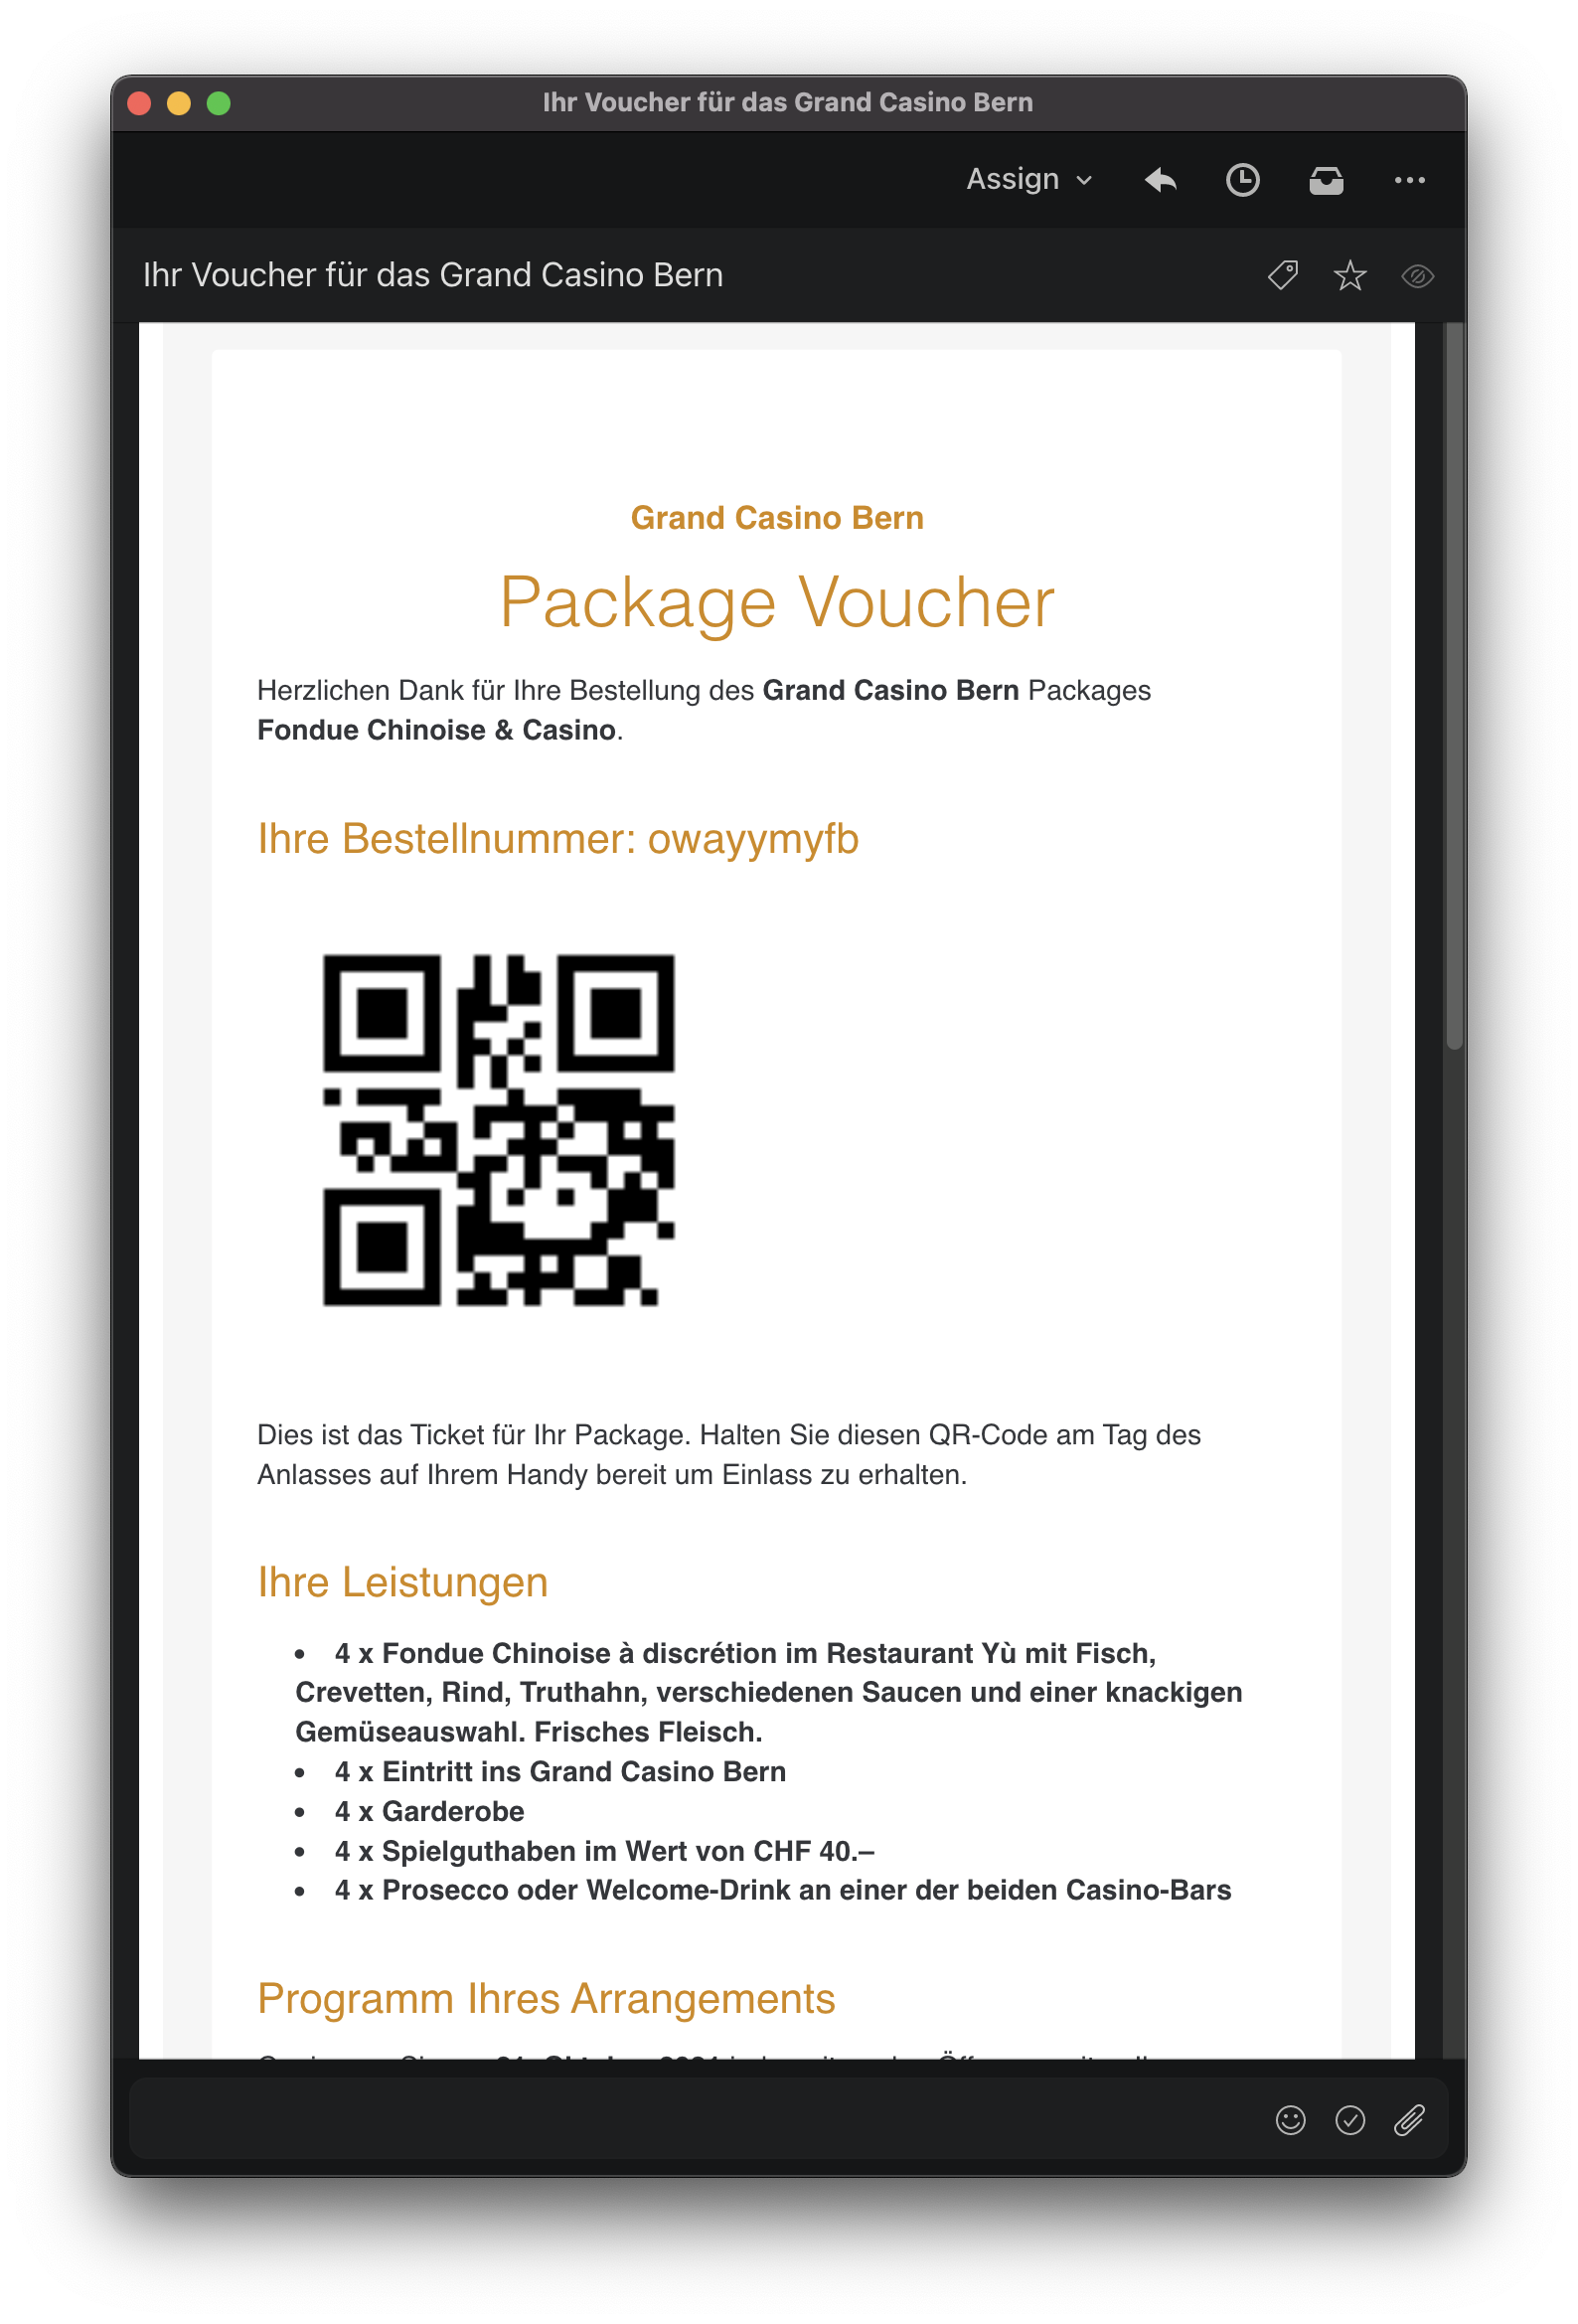 Ihr Voucher für das Grand Casino Bern
Assign
Ihr Voucher für das Grand Casino Bern
Grand Casino Bern
Package Voucher
Herzlichen Dank für Ihre Bestellung des Grand Casino Bern Packages
Fondue Chinoise & Casino.
Ihre Bestellnummer: owayymyfb
Dies ist das Ticket für Ihr Package. Halten Sie diesen QR-Code am Tag des
Anlasses auf Ihrem Handy bereit um Einlass zu erhalten.
Ihre Leistungen
• 4 x Fondue Chinoise à discrétion im Restaurant Yù mit Fisch,
Crevetten, Rind, Truthahn, verschiedenen Saucen und einer knackigen
Gemüseauswahl. Frisches Fleisch.
• 4 x Eintritt ins Grand Casino Bern
• 4 x Garderobe
• 4 x Spielguthaben im Wert von CHF 40.–
• 4 x Prosecco oder Welcome-Drink an einer der beiden Casino-Bars
Programm Ihres Arrangements